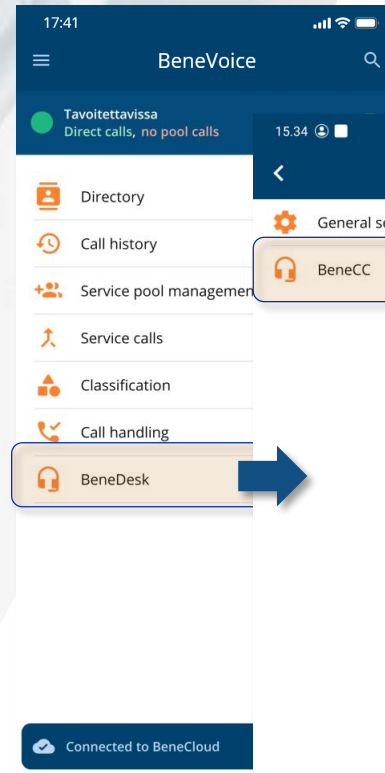 17:41
BeneVoice
Tavoitettavissa
Direct calls, no pool calls
Directory
Call history
Service pool managemen
Service calls
Classification
Call handling
BeneDesk
Connected to BeneCloud
15.34
General se
BeneCC